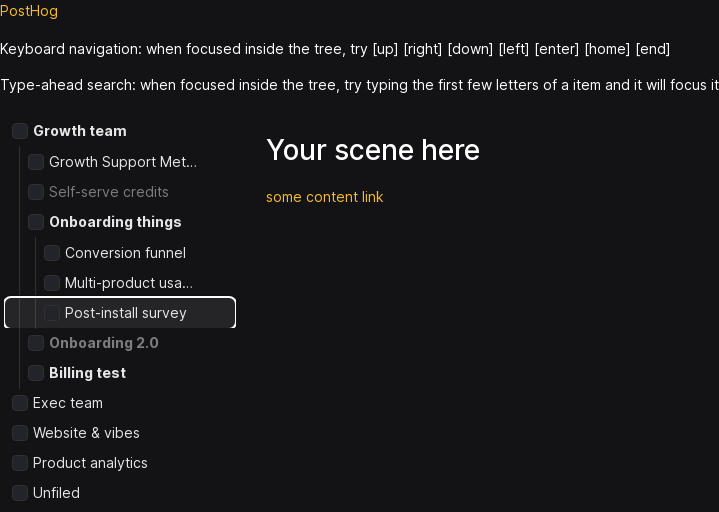 PostHog
Keyboard navigation: when focused inside the tree, try [up] [right] [down] [left] [enter] [home] [end]
Type-ahead search: when focused inside the tree, try typing the first few letters of a item and it will focus it
Growth team
Growth Support Met...
Self-serve credits
Onboarding things
Conversion funnel
Multi-product usa...
Post-install survey
Onboarding 2.0
Billing test
Exec team
Website & vibes
Product analytics
Unfiled
Your scene here
some content link